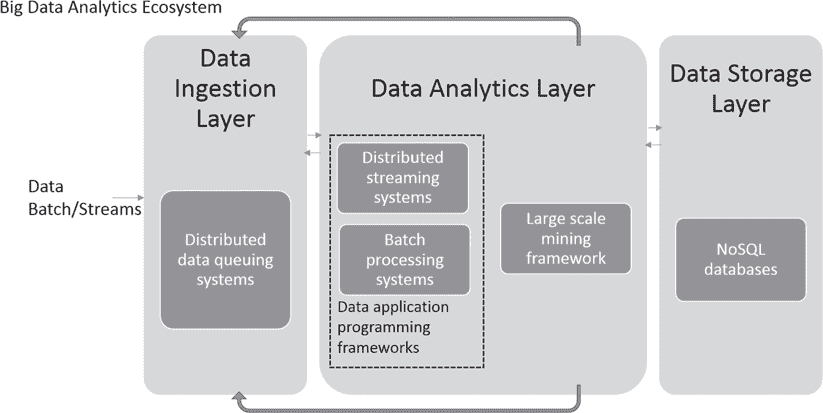 Big Data Analytics Ecosystem
Data
Ingestion
Layer
Data Analytics Layer
Data Storage
Layer
Data
Batch/Streams
Distributed
data queuing
systems
Distributed
streaming
systems
Batch
processing
systems
Data application
programming
frameworks
Large scale
mining
framework
NoSQL
databases